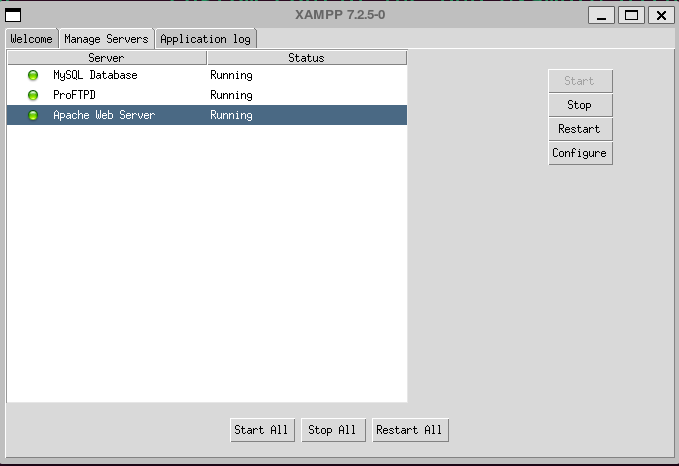 XAMPP 7.2.5-0
Welcome Manage Servers Application log
Server Status
MySQL Database Running
ProFTPD Running
Apache Web Server Running
Start
Stop
Restart
Configure
Start All Stop All Restart All